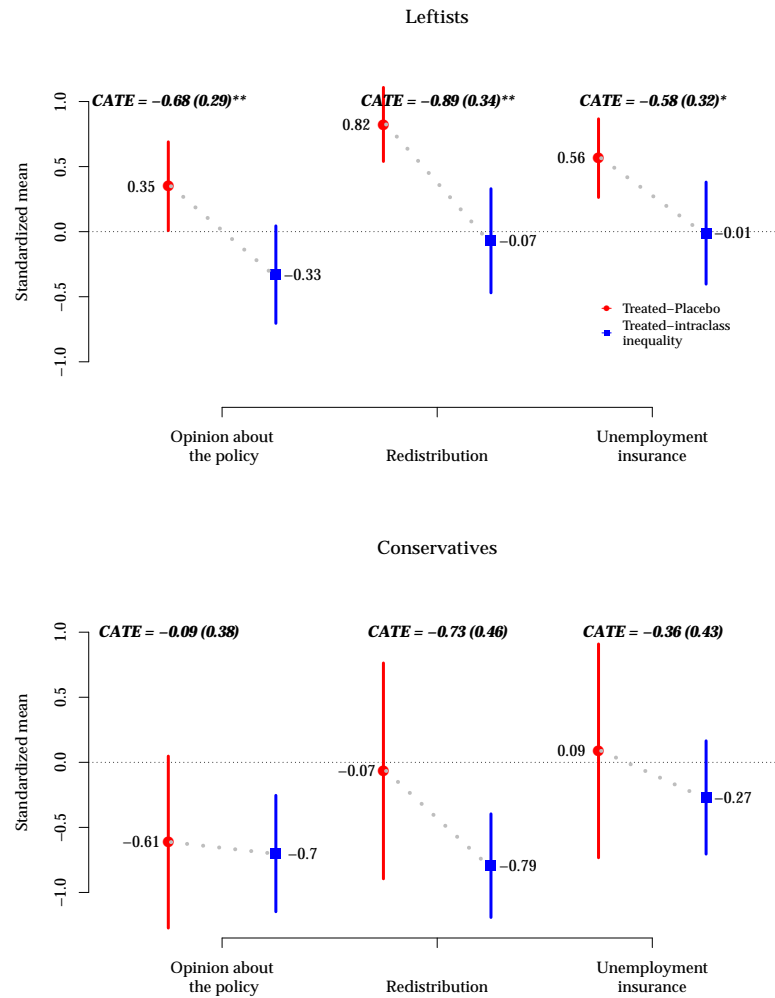 Leftists
CATE = −0.68 (0.29)**
CATE = −0.89 (0.34)**
CATE = −0.58 (0.32)*
Standardized mean
1.0
0.5
0.0
−0.5
−1.0
0.35
−0.33
0.82
−0.07
0.56
−0.01
Treated−Placebo
Treated−intraclass
inequality
Opinion about
the policy
Redistribution
Unemployment
insurance
Conservatives
CATE = −0.09 (0.38)
CATE = −0.73 (0.46)
CATE = −0.36 (0.43)
Standardized mean
1.0
0.5
0.0
−0.5
−1.0
−0.61
−0.7
−0.07
−0.79
0.09
−0.27
Opinion about
the policy
Redistribution
Unemployment
insurance